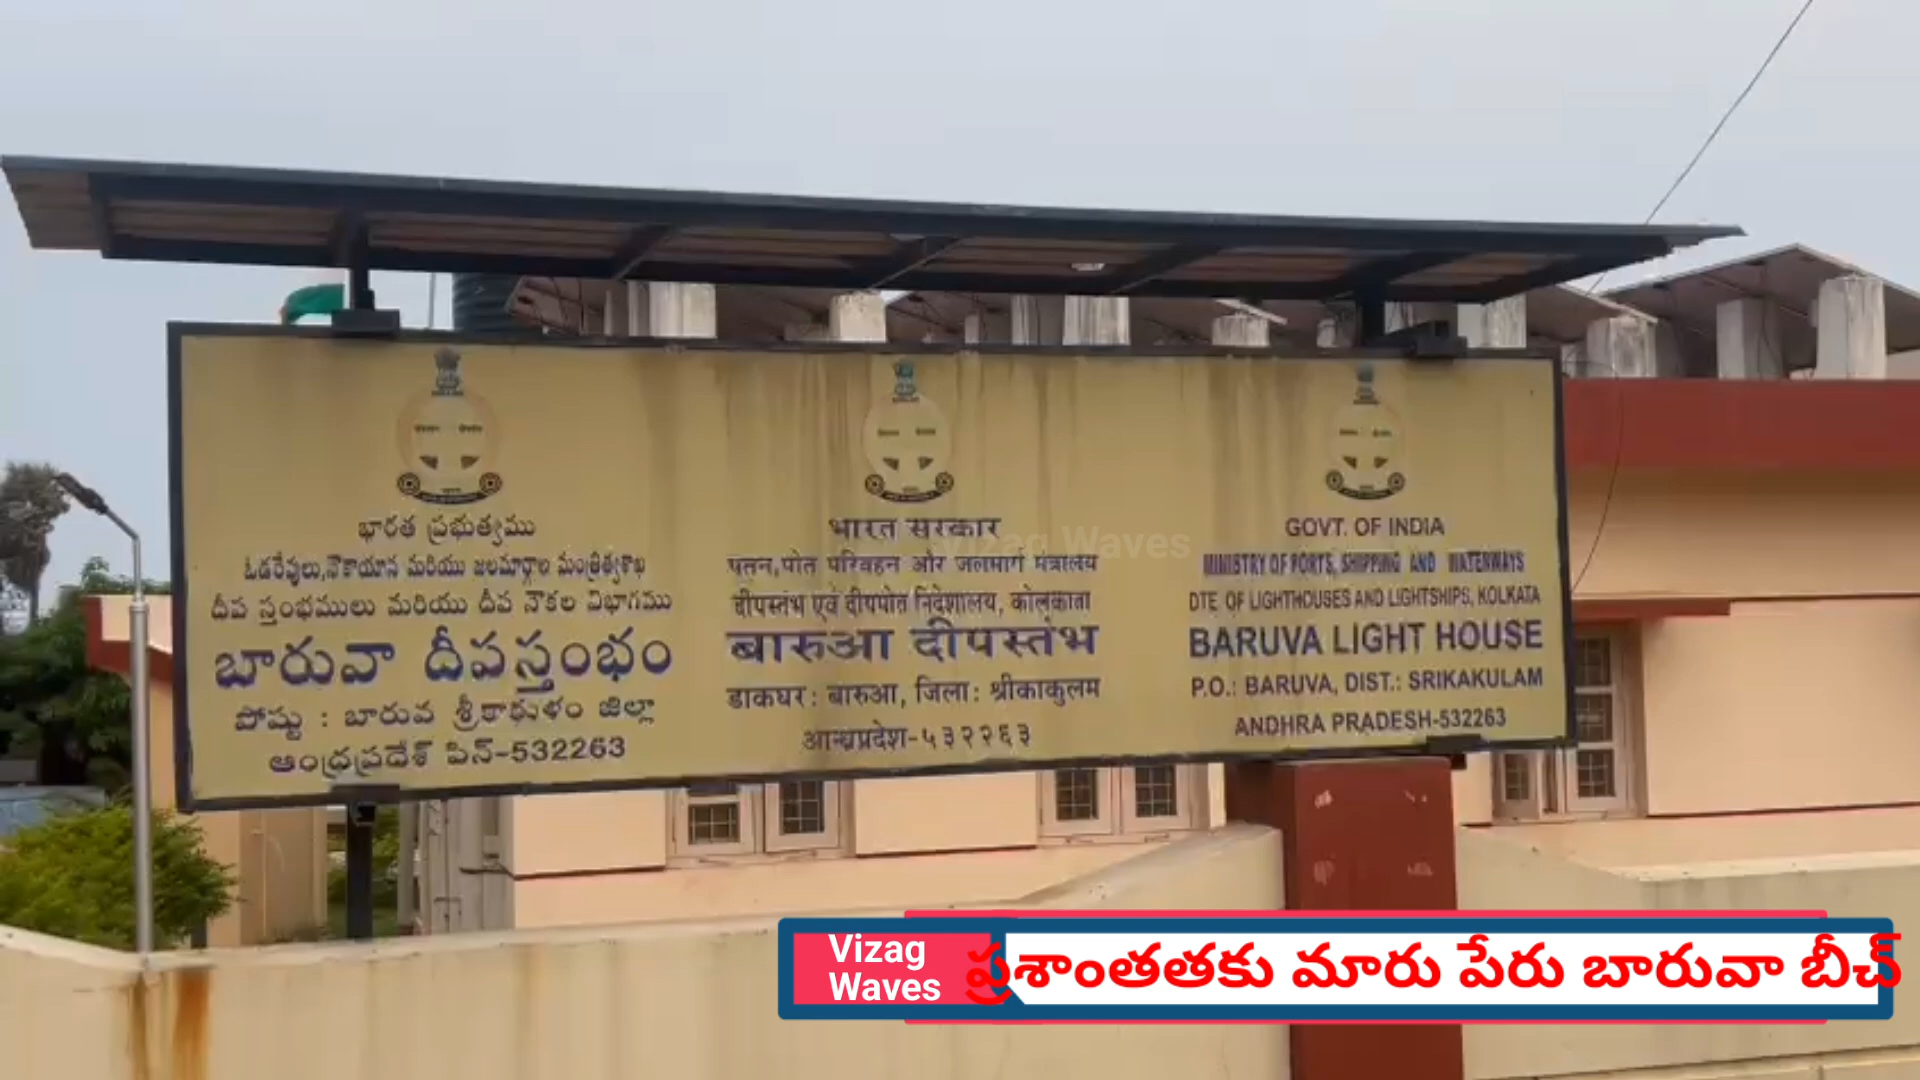 భారత ప్రభుత్వము
ఓడరేవులు,నౌకాయాన మరియు జలమార్గాల మంత్రిత్వశాఖ
దీప స్తంభములు మరియు దీప నౌకల విభాగము
బారువా దీపస్తంభం
పోష్టు : బారువ శ్రీకాకుళం జిల్లా
ఆంధ్రప్రదేశ్ పిన్-532263
भारत सरकार
पतन,पोत परिवहन और जलमार्ग मंत्रालय
दीपस्तंभ एवं दीपपोत निदेशालय, कोलकाता
बारुआ दीपस्तंभ
डाकघर: बारुआ, जिला: श्रीकाकुलम
आन्ध्रप्रदेश-५३२२६३
GOVT. OF INDIA
MINISTRY OF PORTS, SHIPPING AND WATERWAYS
DTE. OF LIGHTHOUSES AND LIGHTSHIPS, KOLKATA
BARUVA LIGHT HOUSE
P.O.: BARUVA, DIST.: SRIKAKULAM
ANDHRA PRADESH-532263
Vizag Waves
Vizag
Waves
ప్రశాంతతకు మారు పేరు బారువా బీచ్